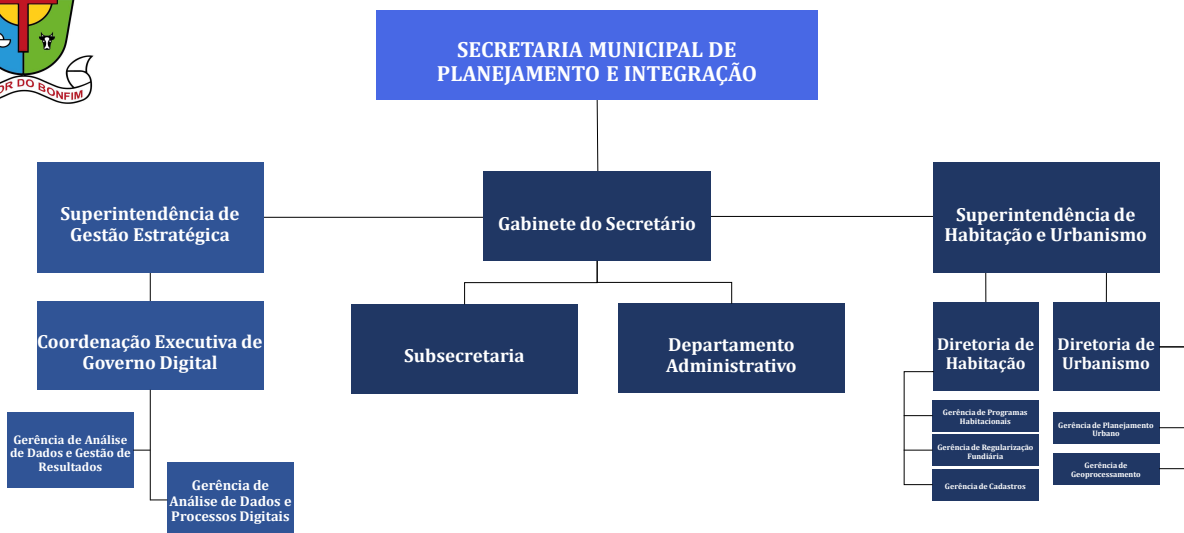 OR DO BONFIM
SECRETARIA MUNICIPAL DE
PLANEJAMENTO E INTEGRAÇÃO
Superintendência de
Gestão Estratégica
Gabinete do Secretário
Superintendência de
Habitação e Urbanismo
Coordenação Executiva de
Governo Digital
Subsecretaria
Departamento
Administrativo
Diretoria de
Habitação
Diretoria de
Urbanismo
Gerência de Análise
de Dados e Gestão de
Resultados
Gerência de
Análise de Dados e
Processos Digitais
Gerência de Programas
Habitacionais
Gerência de Regularização
Fundiária
Gerência de Cadastros
Gerência de Planejamento
Urbano
Gerência de
Geoprocessamento